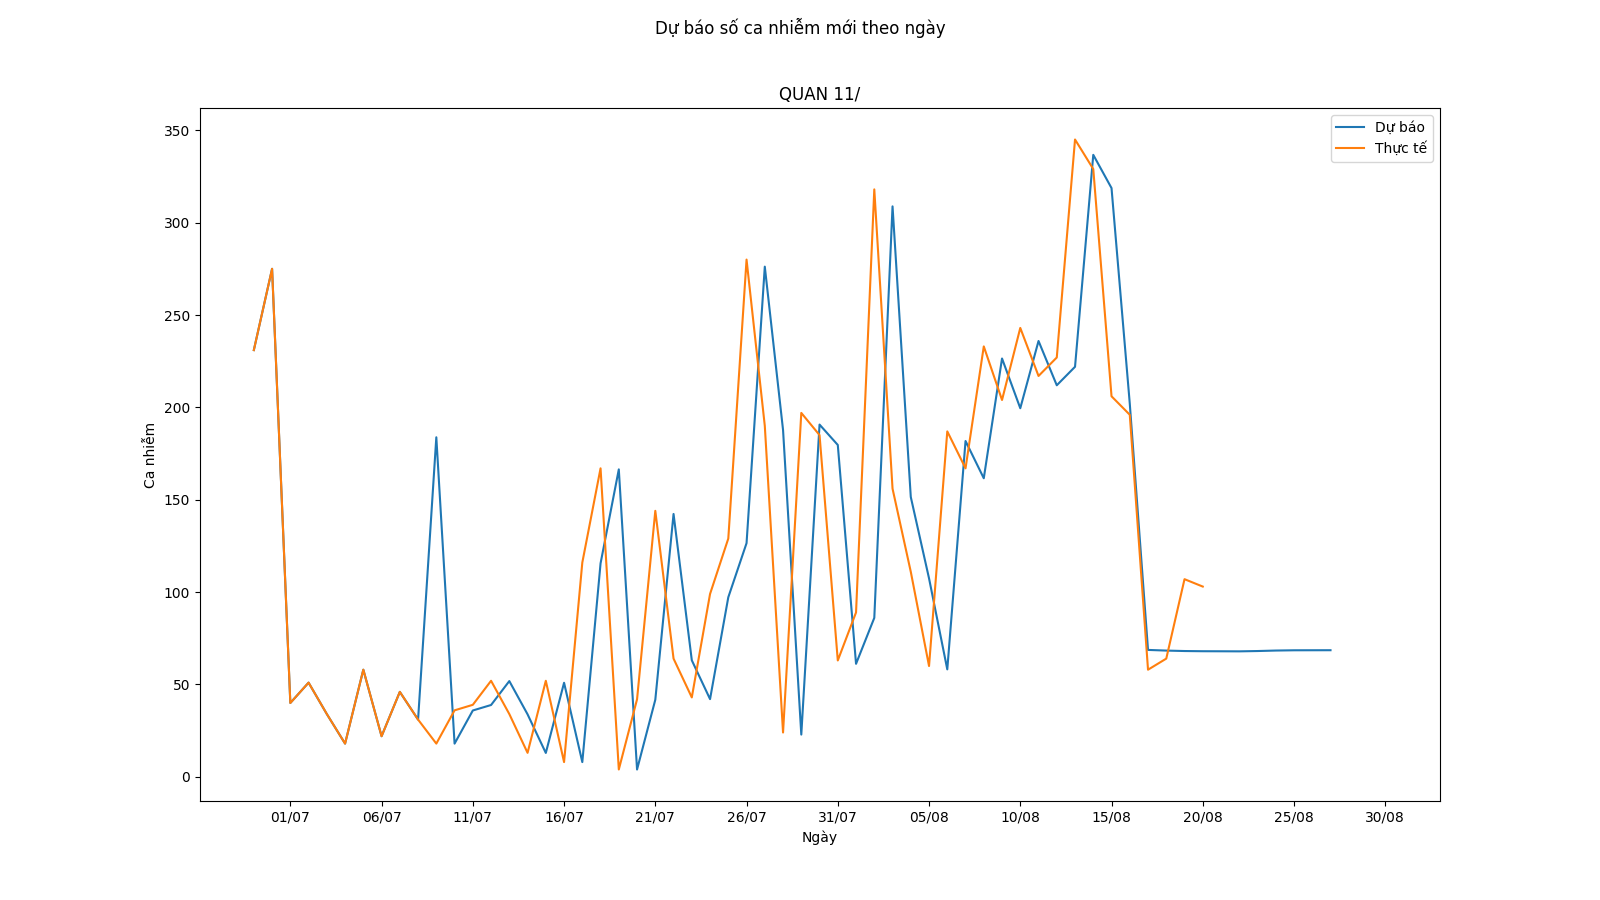 Dự báo số ca nhiễm mới theo ngày
QUAN 11/
Dự báo
Thực tế
350
300
250
200
150
100
50
0
Ca nhiễm
01/07 06/07 11/07 16/07 21/07 26/07 31/07 05/08 10/08 15/08 20/08 25/08 30/08
Ngày